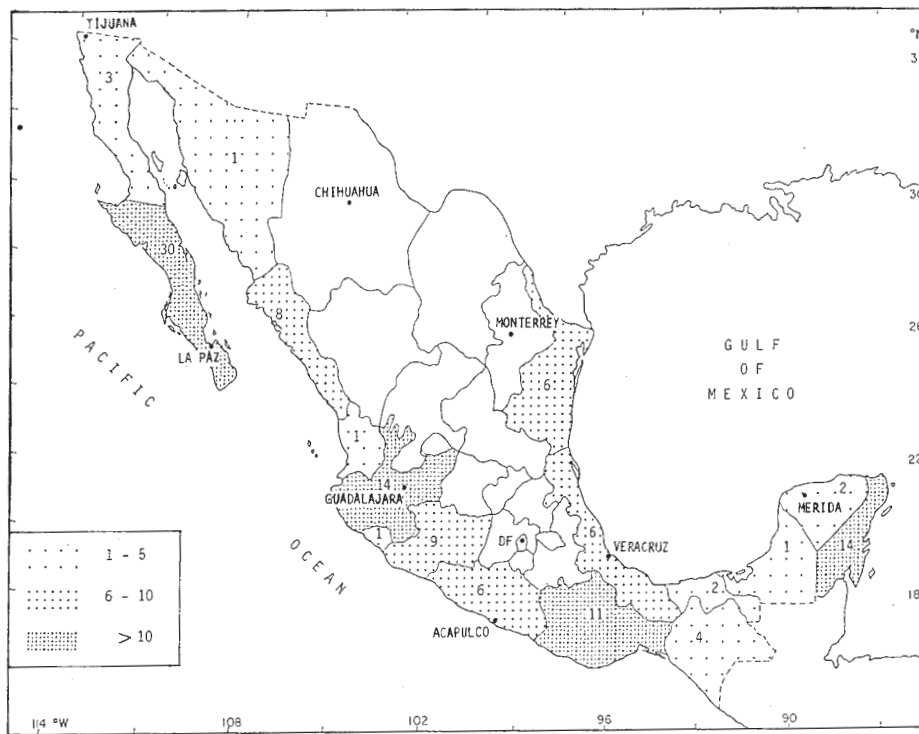 TIJUANA
°N
3
3
1
CHIHUAHUA
30
30
8
MONTERREY
26
LA PAZ
GULF
OF
MEXICO
PACIFIC
6
1
22
14
GUADALAJARA
2.
MERIDA
1 - 5
OCEAN
1
9
DF
6
VERACRUZ
1
14
6 - 10
6
2.
18
> 10
ACAPULCO
11
4.
114 °W
108
102
96
90